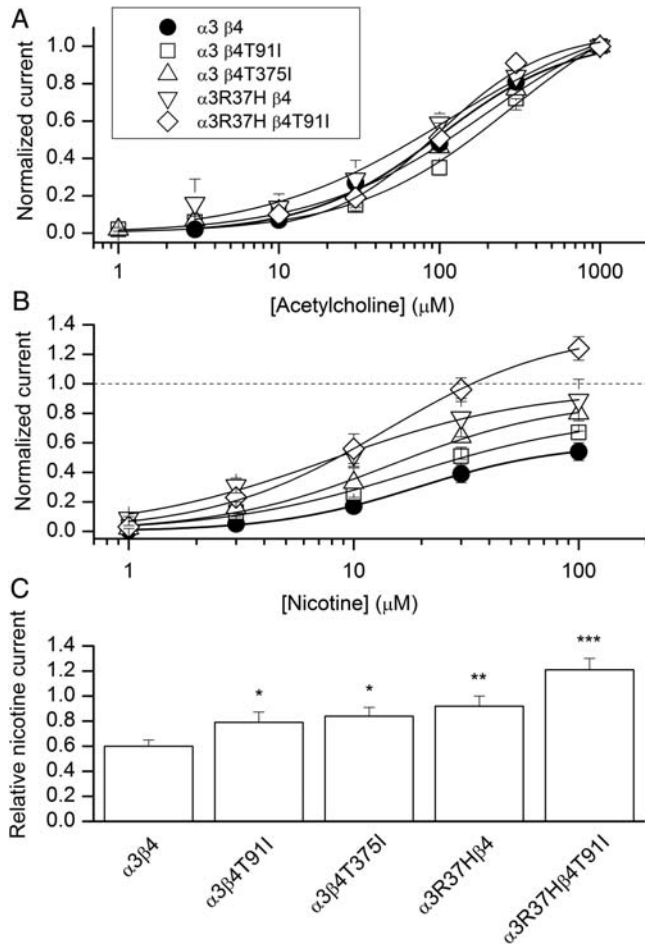 A
α3 β4
α3 β4T91I
α3 β4T375I
α3R37H β4
α3R37H β4T91I
Normalized current
1.0
0.8
0.6
0.4
0.2
0.0
1 10 100 1000
[Acetylcholine] (μM)
B
Normalized current
1.4
1.2
1.0
0.8
0.6
0.4
0.2
0.0
1 10 100
[Nicotine] (μM)
C
Relative nicotine current
1.4
1.2
1.0
0.8
0.6
0.4
0.2
0.0
* * ** ***
α3β4
α3β4T91I
α3β4T375I
α3R37Hβ4
α3R37Hβ4T91I